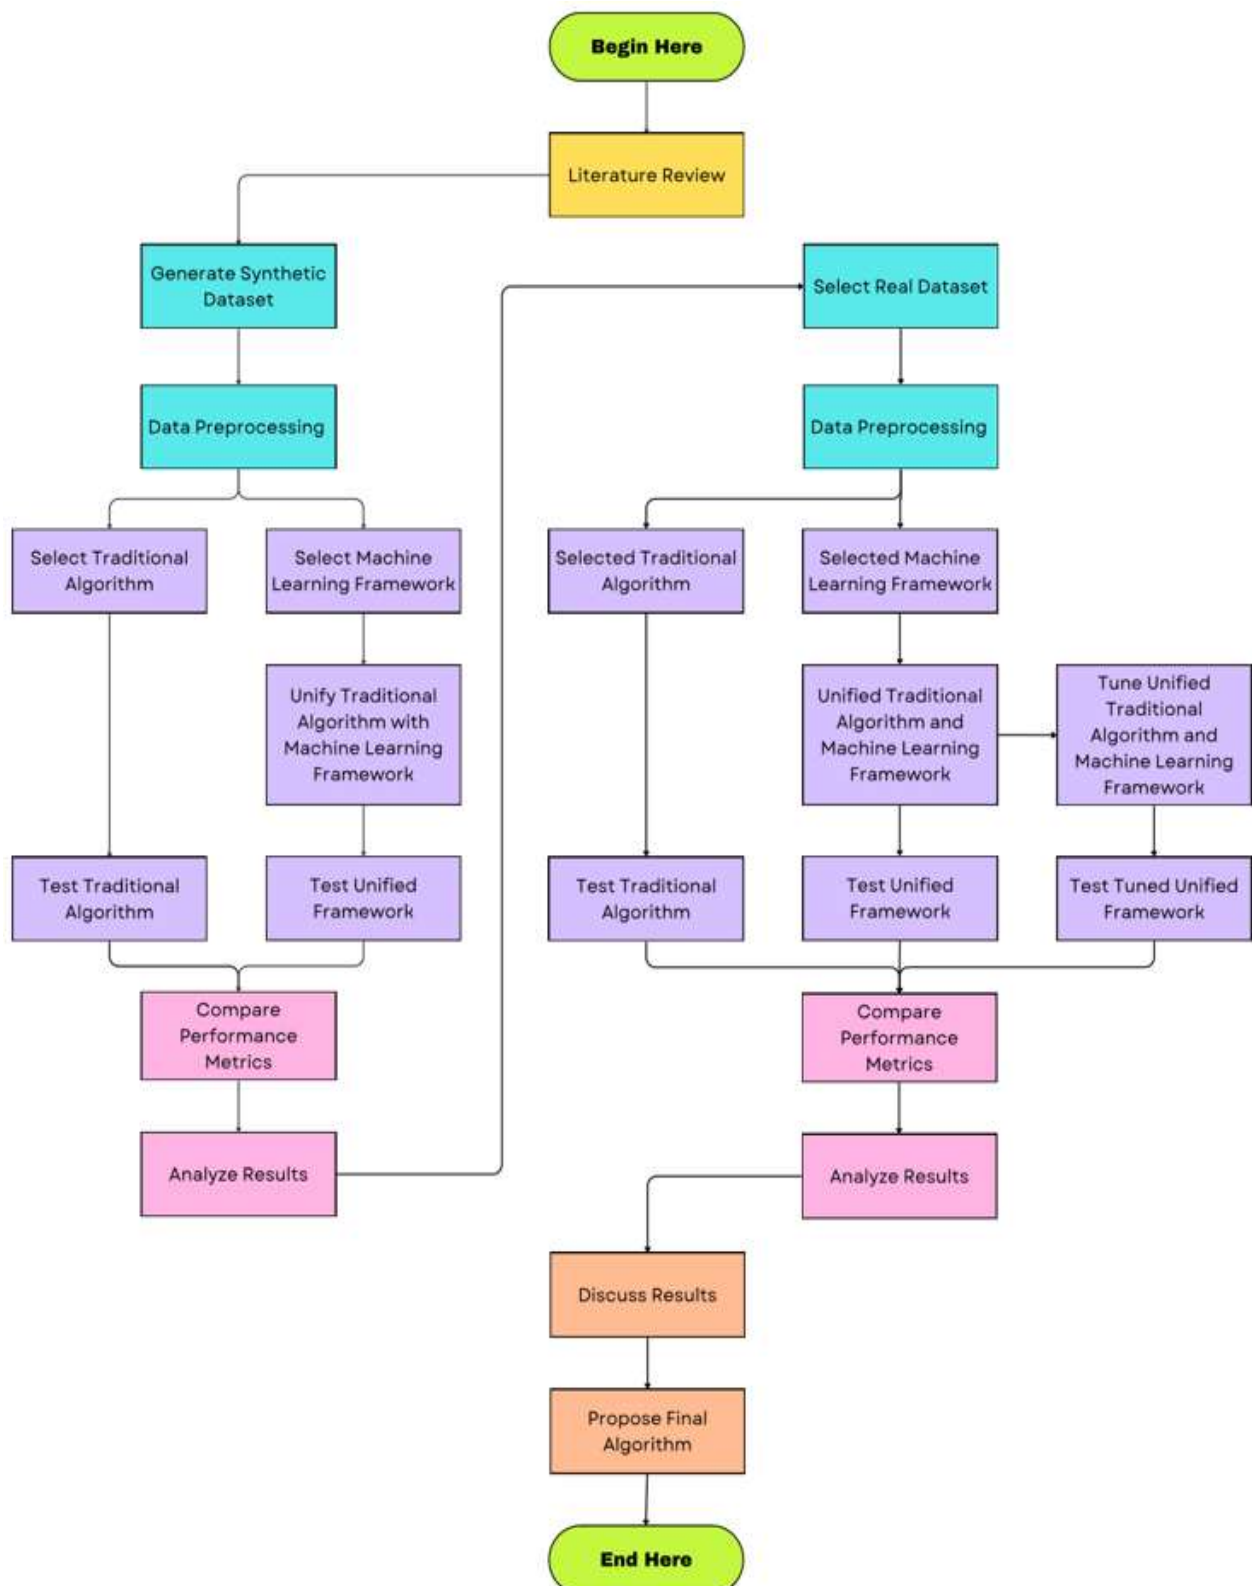 Begin Here
Literature Review
Generate Synthetic
Dataset
Data Preprocessing
Select Traditional
Algorithm
Select Machine
Learning Framework
Unify Traditional
Algorithm with
Machine Learning
Framework
Test Traditional
Algorithm
Test Unified
Framework
Compare
Performance
Metrics
Analyze Results
Select Real Dataset
Data Preprocessing
Selected Traditional
Algorithm
Selected Machine
Learning Framework
Unified Traditional
Algorithm and
Machine Learning
Framework
Tune Unified
Traditional
Algorithm and
Machine Learning
Framework
Test Traditional
Algorithm
Test Unified
Framework
Test Tuned Unified
Framework
Compare
Performance
Metrics
Analyze Results
Discuss Results
Propose Final
Algorithm
End Here